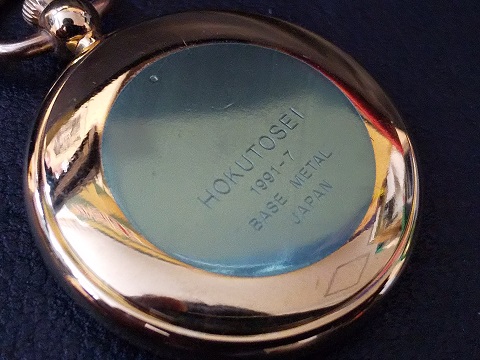 HOKUTOSEI
1991-7
BASE METAL
JAPAN